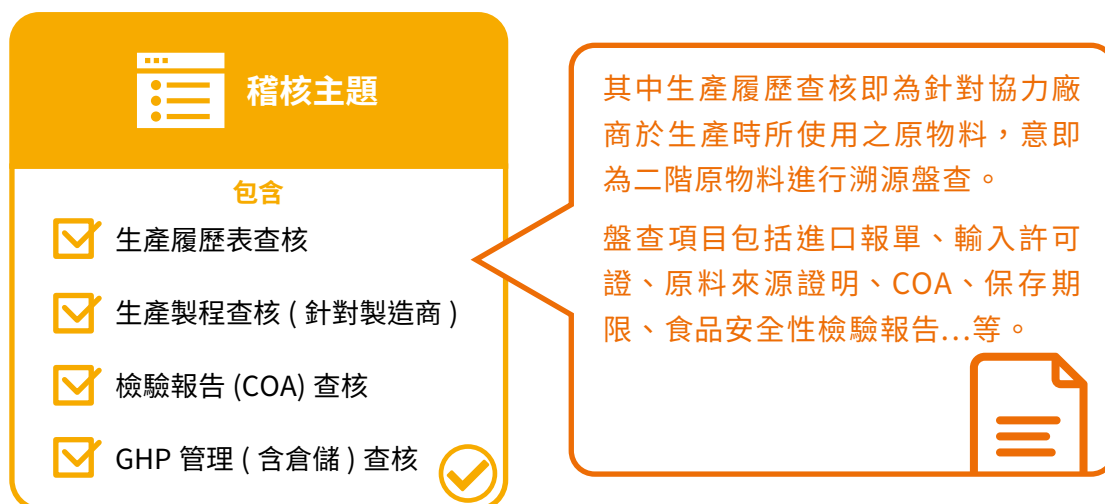 稽核主題
包含
生產履歷表查核
生產製程查核 ( 針對製造商 )
檢驗報告 (COA) 查核
GHP 管理 ( 含倉儲 ) 查核
其中生產履歷查核即為針對協力廠
商於生產時所使用之原物料，意即
為二階原物料進行溯源盤查。
盤查項目包括進口報單、輸入許可
證、原料來源證明、COA、保存期
限、食品安全性檢驗報告...等。